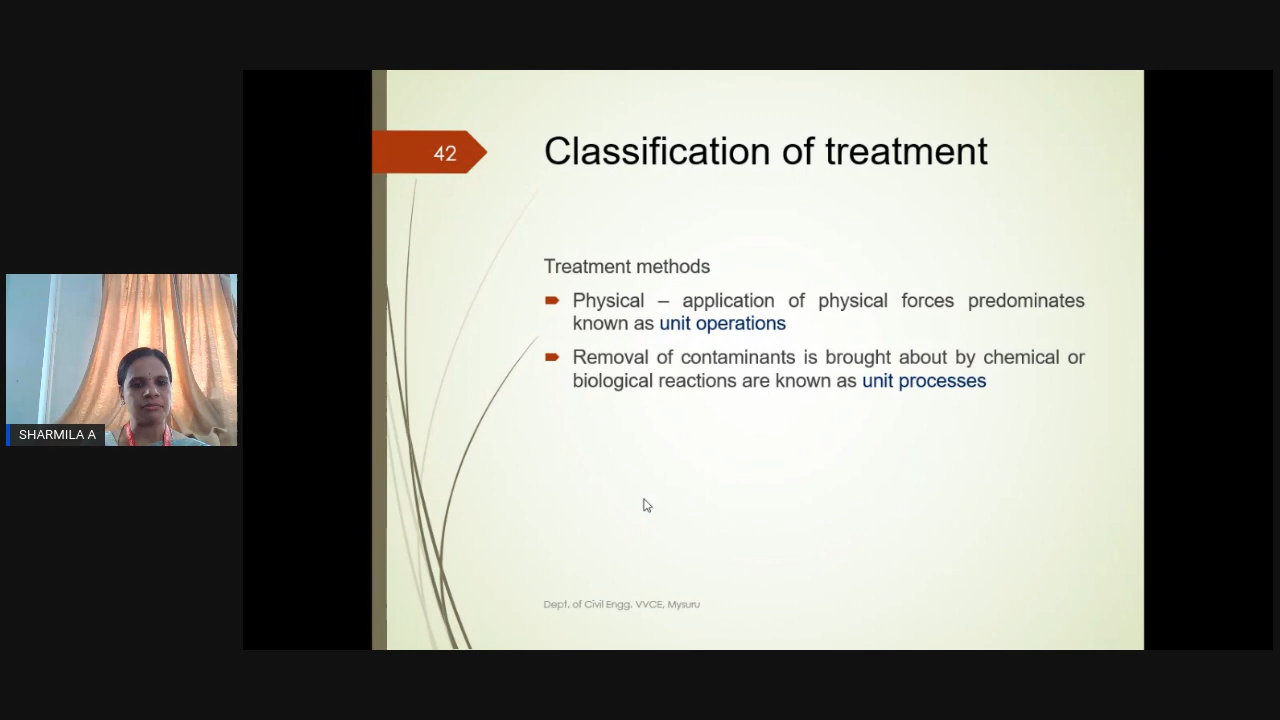 42
Classification of treatment
Treatment methods
Physical – application of physical forces predominates
known as unit operations
Removal of contaminants is brought about by chemical or
biological reactions are known as unit processes
SHARMILA A
Dept. of Civil Engg. VVCE, Mysuru